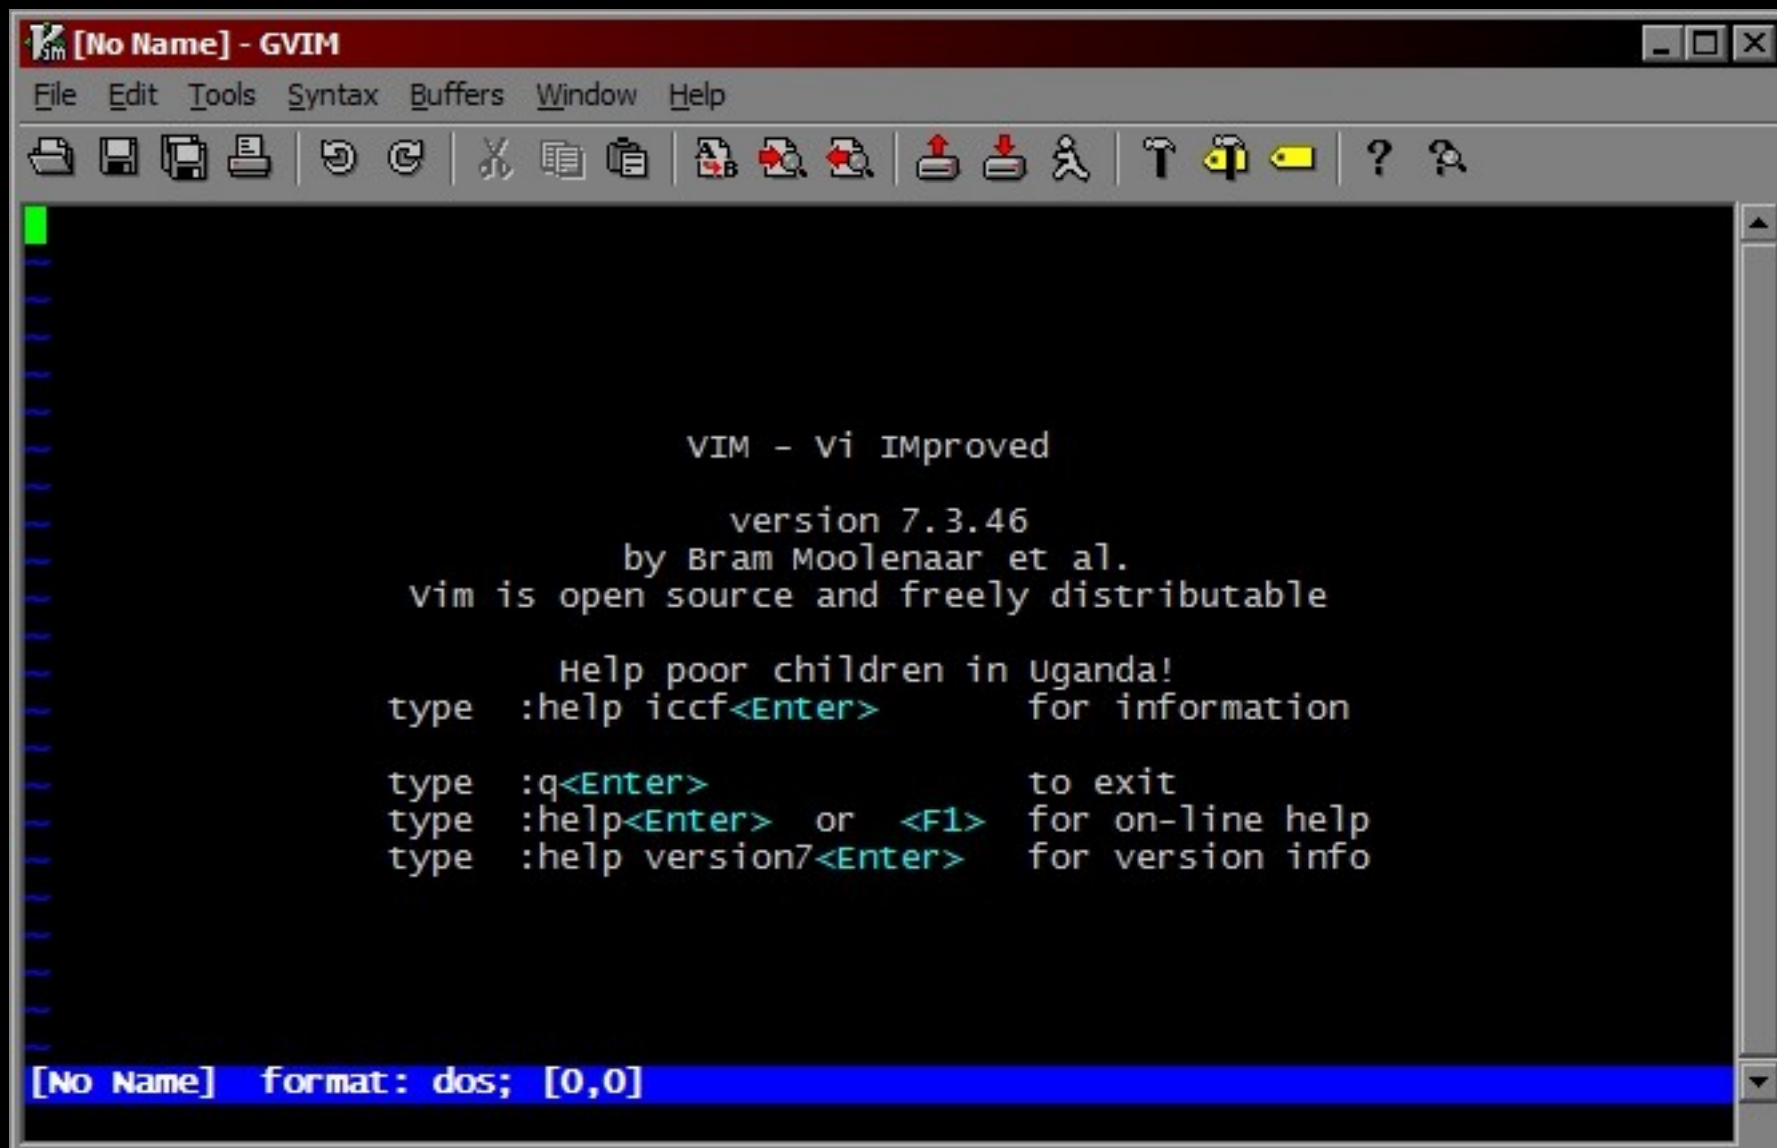 [No Name] - GVIM
File Edit Tools Syntax Buffers Window Help
VIM - Vi IMproved
version 7.3.46
by Bram Moolenaar et al.
Vim is open source and freely distributable
Help poor children in Uganda!
type :help iccf<Enter> for information
type :q<Enter> to exit
type :help<Enter> or <F1> for on-line help
type :help version7<Enter> for version info
[No Name] format: dos; [0,0]